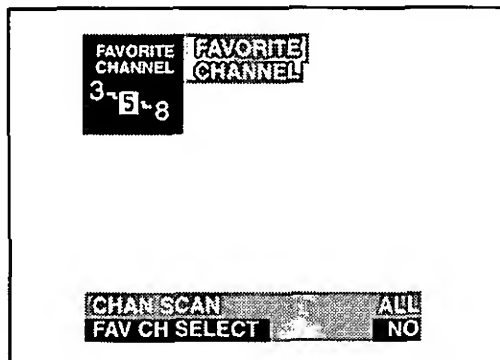 FAVORITE
CHANNEL
3 5 8
FAVORITE
CHANNEL
CHAN SCAN ALL
FAV CH SELECT NO